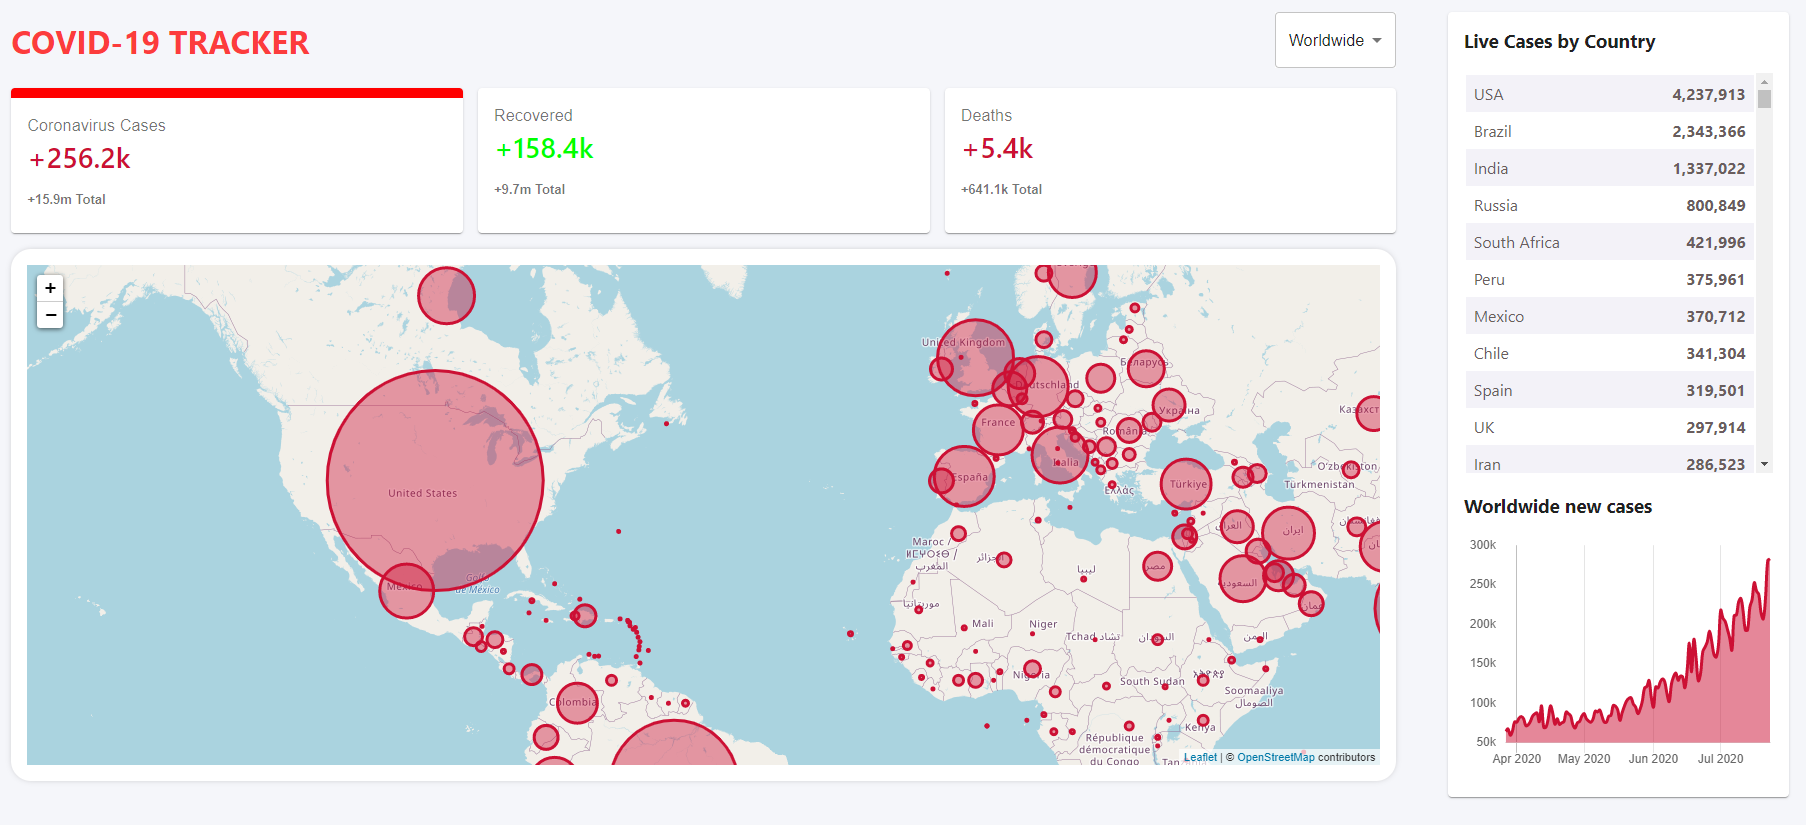 COVID-19 TRACKER
Worldwide
Coronavirus Cases
+256.2k
+15.9m Total
Recovered
+158.4k
+9.7m Total
Deaths
+5.4k
+641.1k Total
+
−
United Kingdom
Deutschland
Беларусь
Україна
France
România
Italia
España
Ελλάς
Türkiye
Oʻzbekiston
Türkmenistan
United States
México
Golfo
de México
Maroc /
ⵍⵎⵖⵔⵉⴱ /
المغرب
الجزائر
ليبيا
مصر
العراق
ایران
السعودية
عمان
موريتانيا
Mali
Niger
Tchad تشاد
السودان
اليمن
Nigeria
South Sudan
Soomaaliya
الصومال
Kenya
République
démocratique
du Congo
Colombia
Leaflet | © OpenStreetMap contributors
Live Cases by Country
USA 4,237,913
Brazil 2,343,366
India 1,337,022
Russia 800,849
South Africa 421,996
Peru 375,961
Mexico 370,712
Chile 341,304
Spain 319,501
UK 297,914
Iran 286,523
Worldwide new cases
300k
250k
200k
150k
100k
50k
Apr 2020 May 2020 Jun 2020 Jul 2020